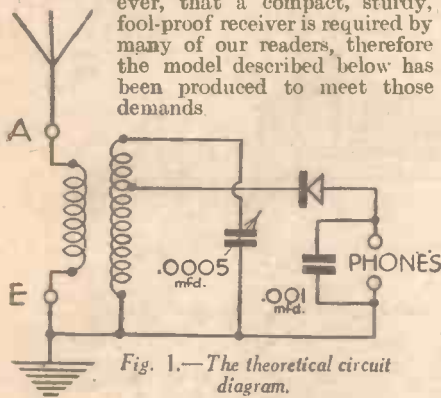 ever, that a compact, sturdy,
fool-proof receiver is required by
many of our readers, therefore
the model described below has
been produced to meet those
demands
A
E
.0005
mfd.
.001
mfd.
PHONES
Fig. 1.—The theoretical circuit
diagram.